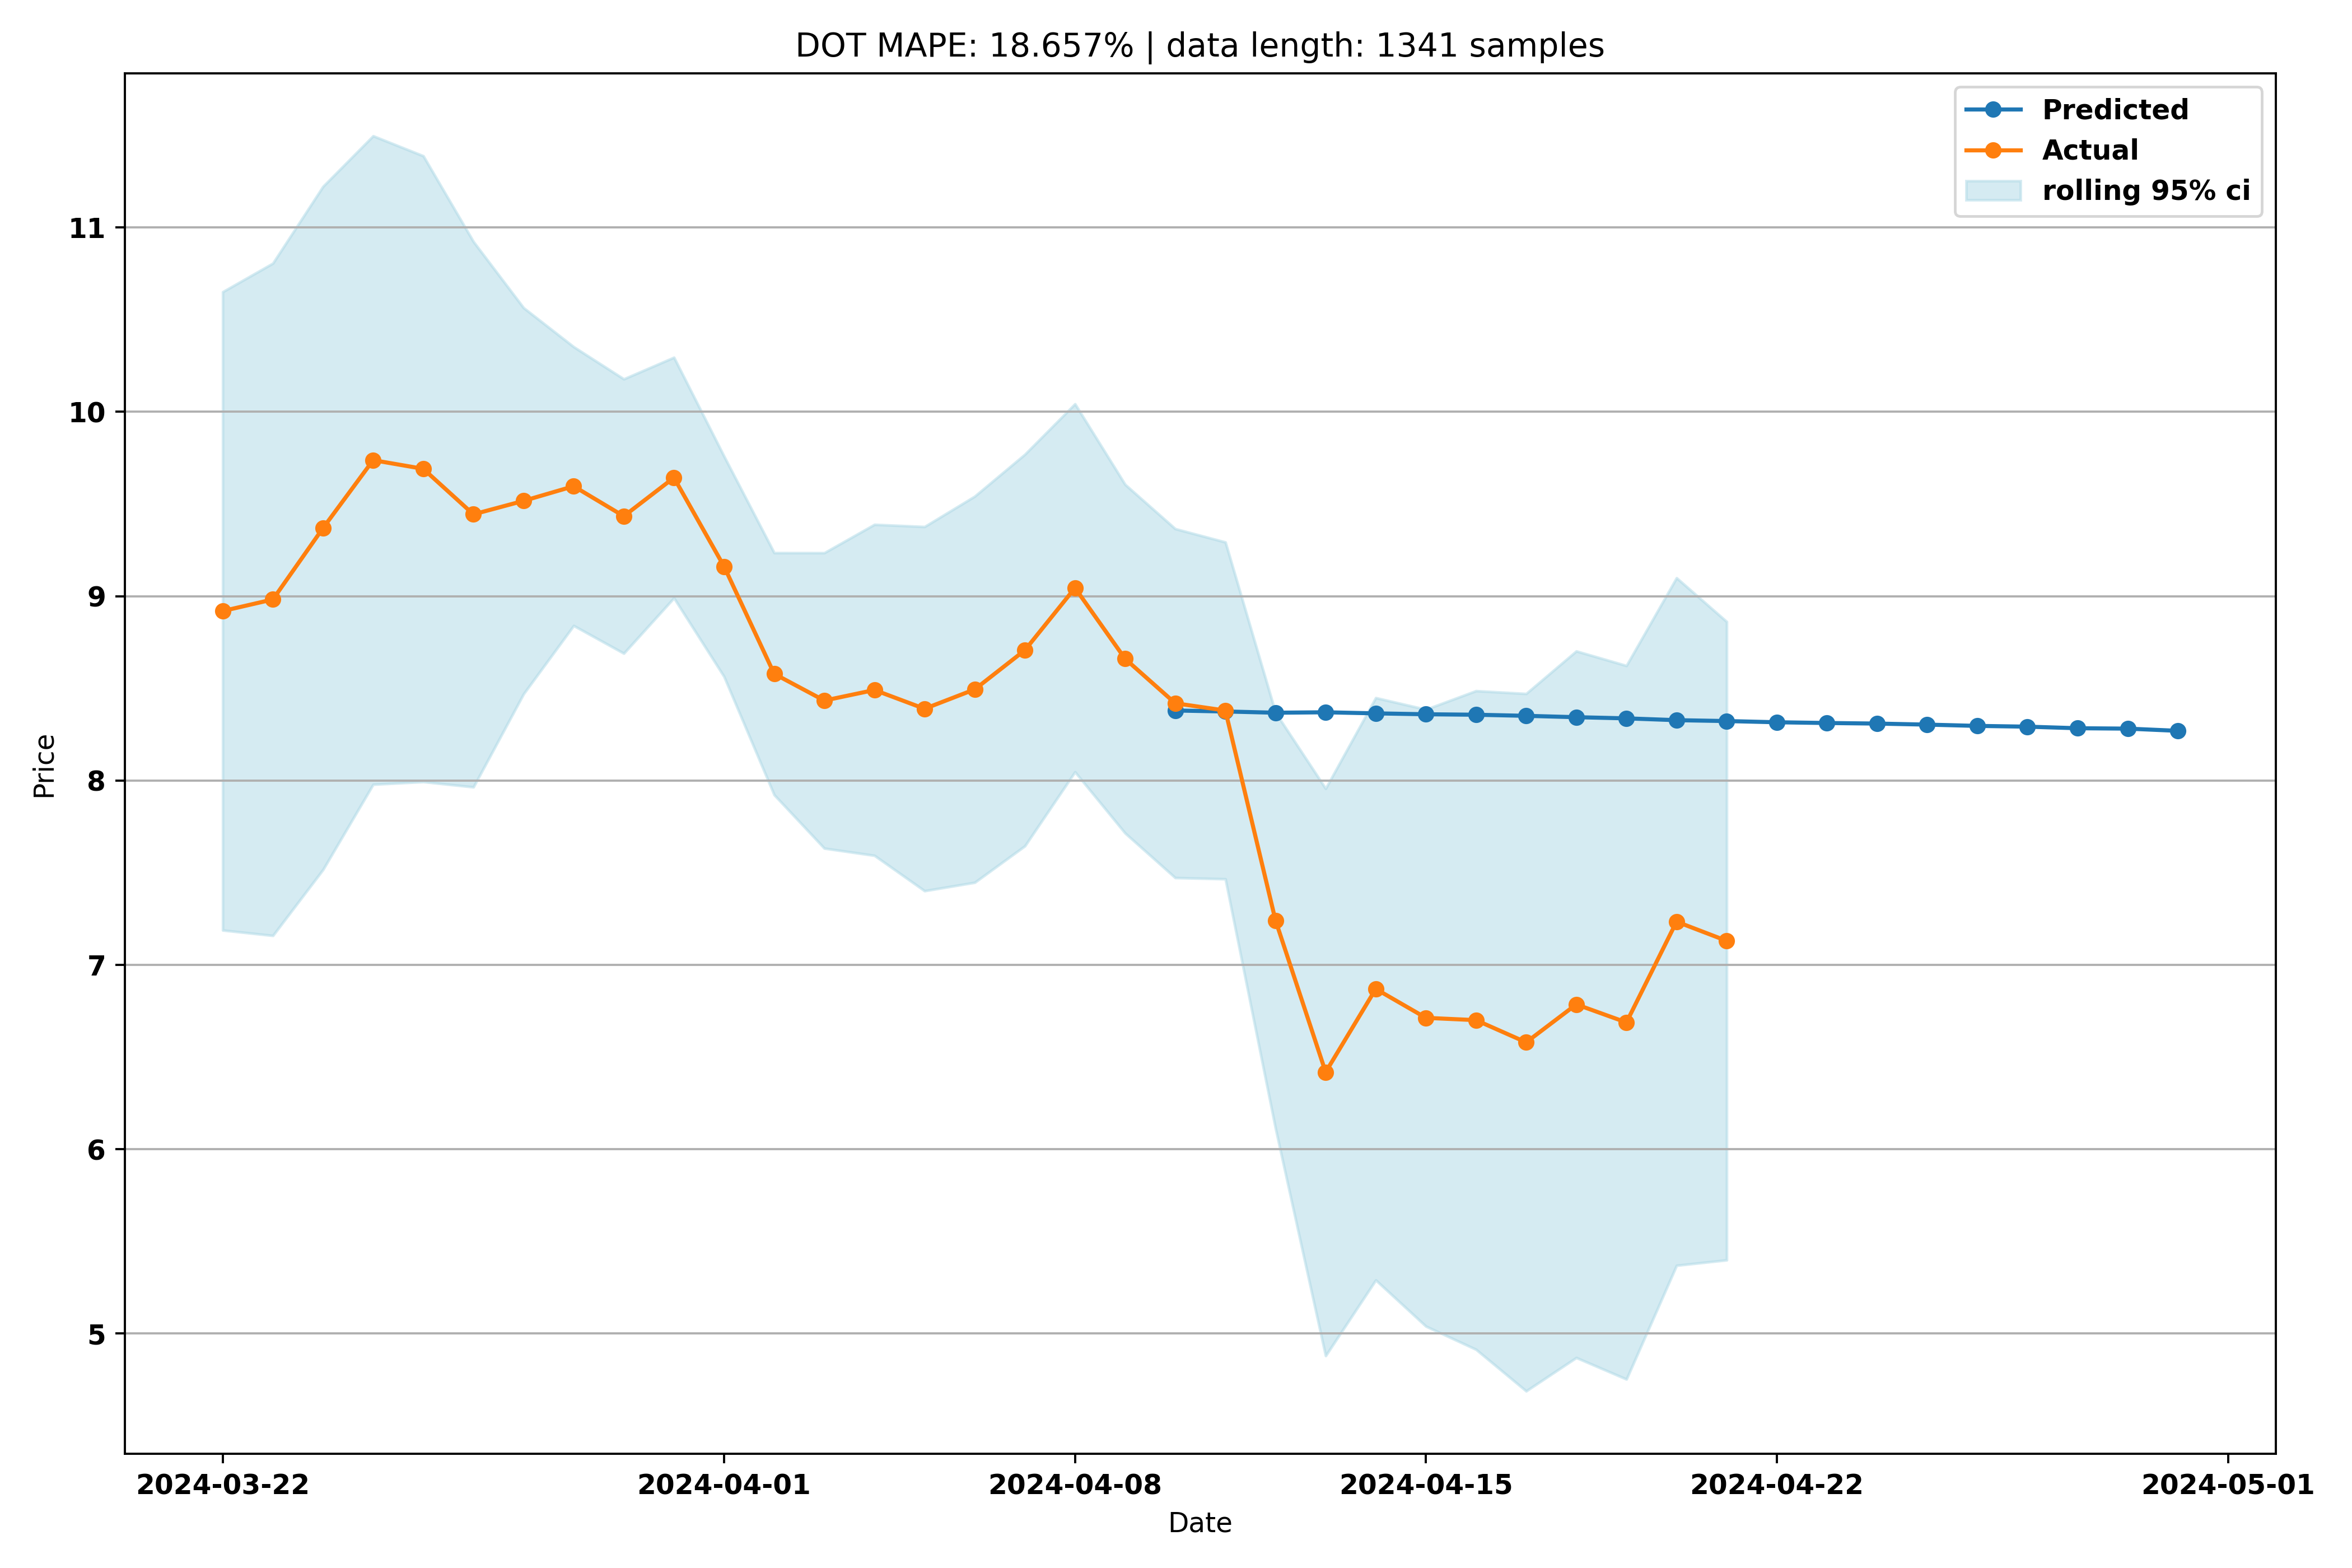 DOT MAPE: 18.657% | data length: 1341 samples
Predicted
Actual
rolling 95% ci
11
10
9
8
7
6
5
Price
2024-03-22
2024-04-01
2024-04-08
2024-04-15
2024-04-22
2024-05-01
Date